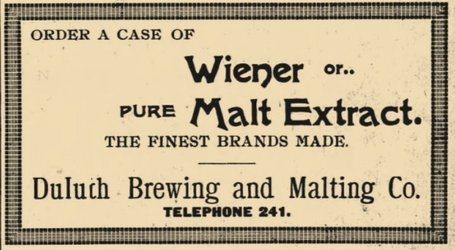 ORDER A CASE OF
Wiener or..
PURE Malt Extract.
THE FINEST BRANDS MADE.
Duluth Brewing and Malting Co.
TELEPHONE 241.